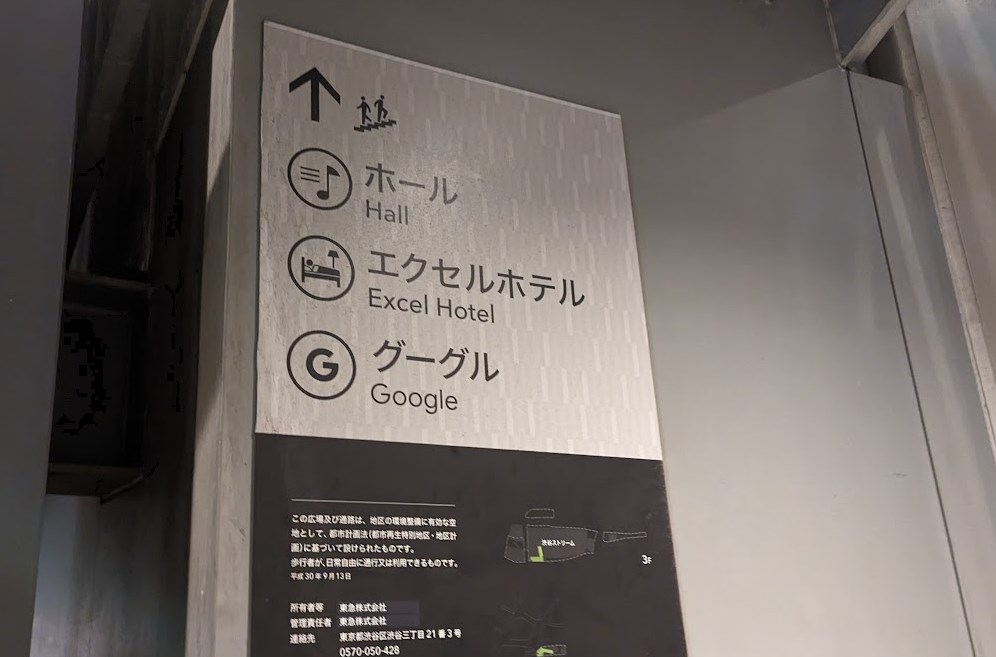 ホール
Hall
エクセルホテル
Excel Hotel
G
グーグル
Google
この広場及び通路は、地区の環境整備に有効な空
地として、都市計画法(都市再生特別地区・地区計
画)に基づいて設けられたものです。
歩行者が、日常自由に通行又は利用できるものです。
平成30年9月13日
渋谷ストリーム
3F
所有者等 東急株式会社
管理責任者 東急株式会社
連絡先 東京都渋谷区渋谷三丁目21番3号
0570-050-428